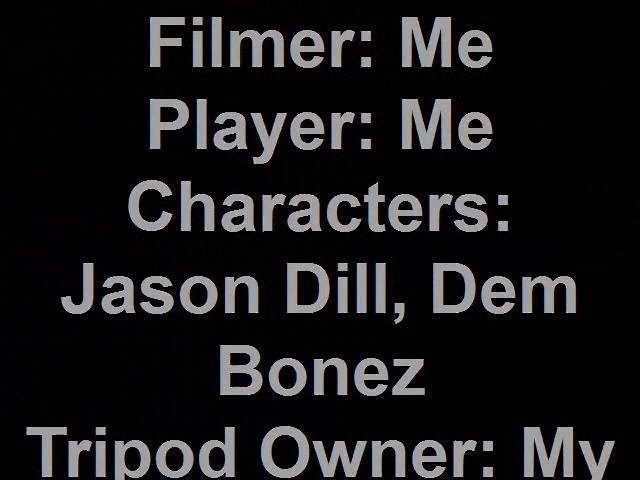 Filmer: Me
Player: Me
Characters:
Jason Dill, Dem
Bonez
Tripod Owner: My